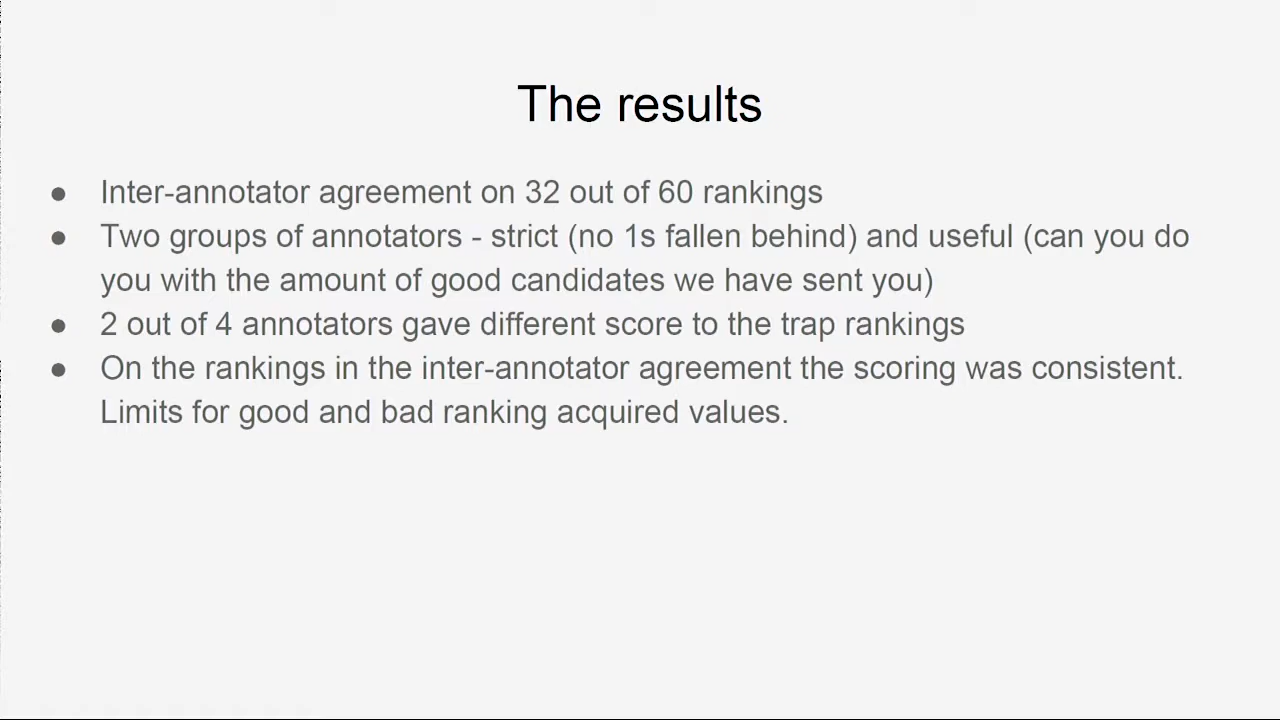 The results
● Inter-annotator agreement on 32 out of 60 rankings
● Two groups of annotators - strict (no 1s fallen behind) and useful (can you do
you with the amount of good candidates we have sent you)
● 2 out of 4 annotators gave different score to the trap rankings
● On the rankings in the inter-annotator agreement the scoring was consistent.
Limits for good and bad ranking acquired values.